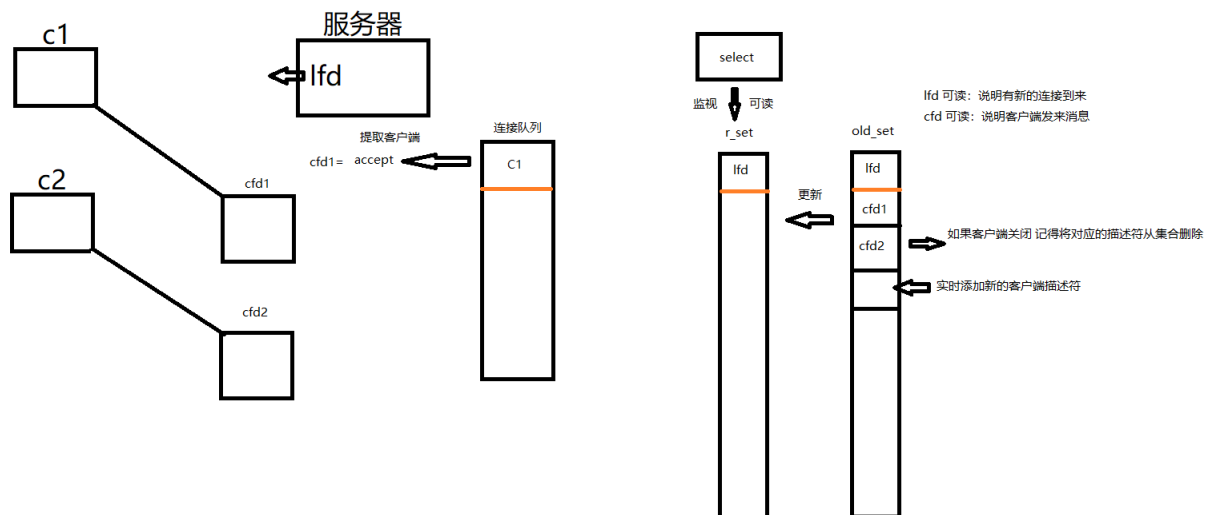 c1
服务器
lfd
连接队列
提取客户端
cfd1= accept
C1
c2
cfd1
cfd2
select
监视 可读
r_set
old_set
lfd 可读：说明有新的连接到来
cfd 可读：说明客户端发来消息
lfd
lfd
更新
cfd1
cfd2
如果客户端关闭 记得将对应的描述符从集合删除
实时添加新的客户端描述符